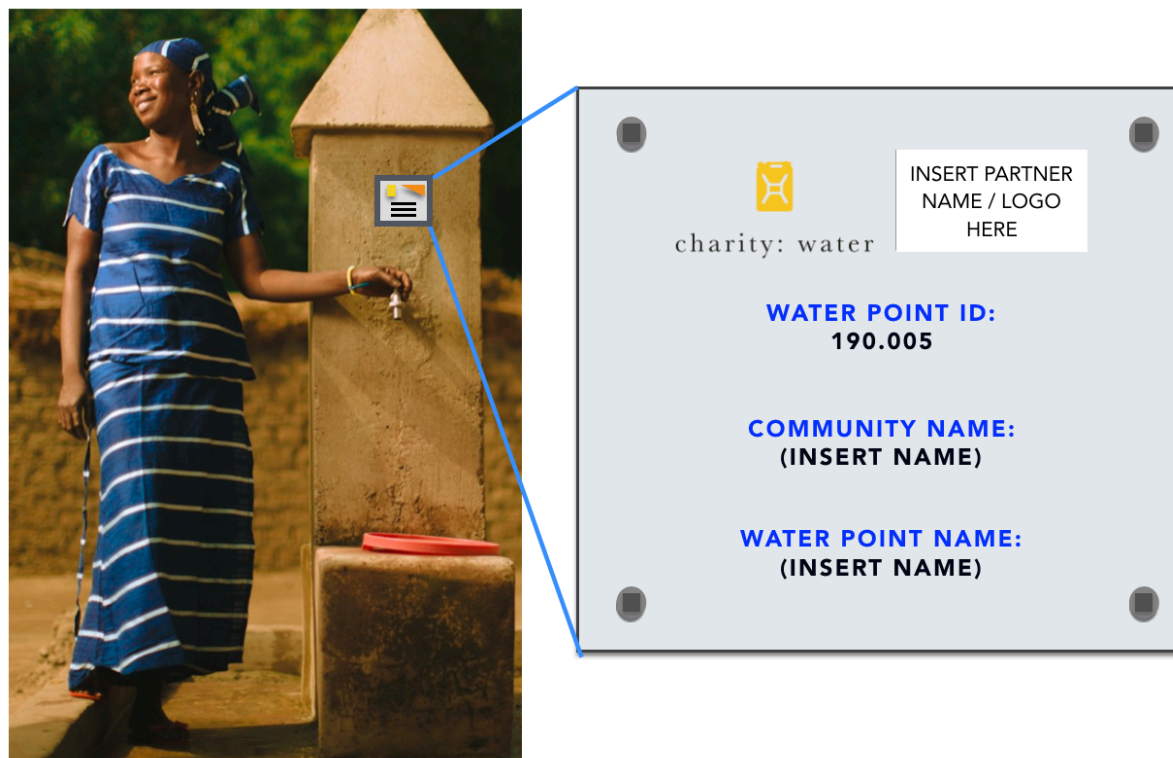 charity: water
INSERT PARTNER
NAME / LOGO
HERE
WATER POINT ID:
190.005
COMMUNITY NAME:
(INSERT NAME)
WATER POINT NAME:
(INSERT NAME)